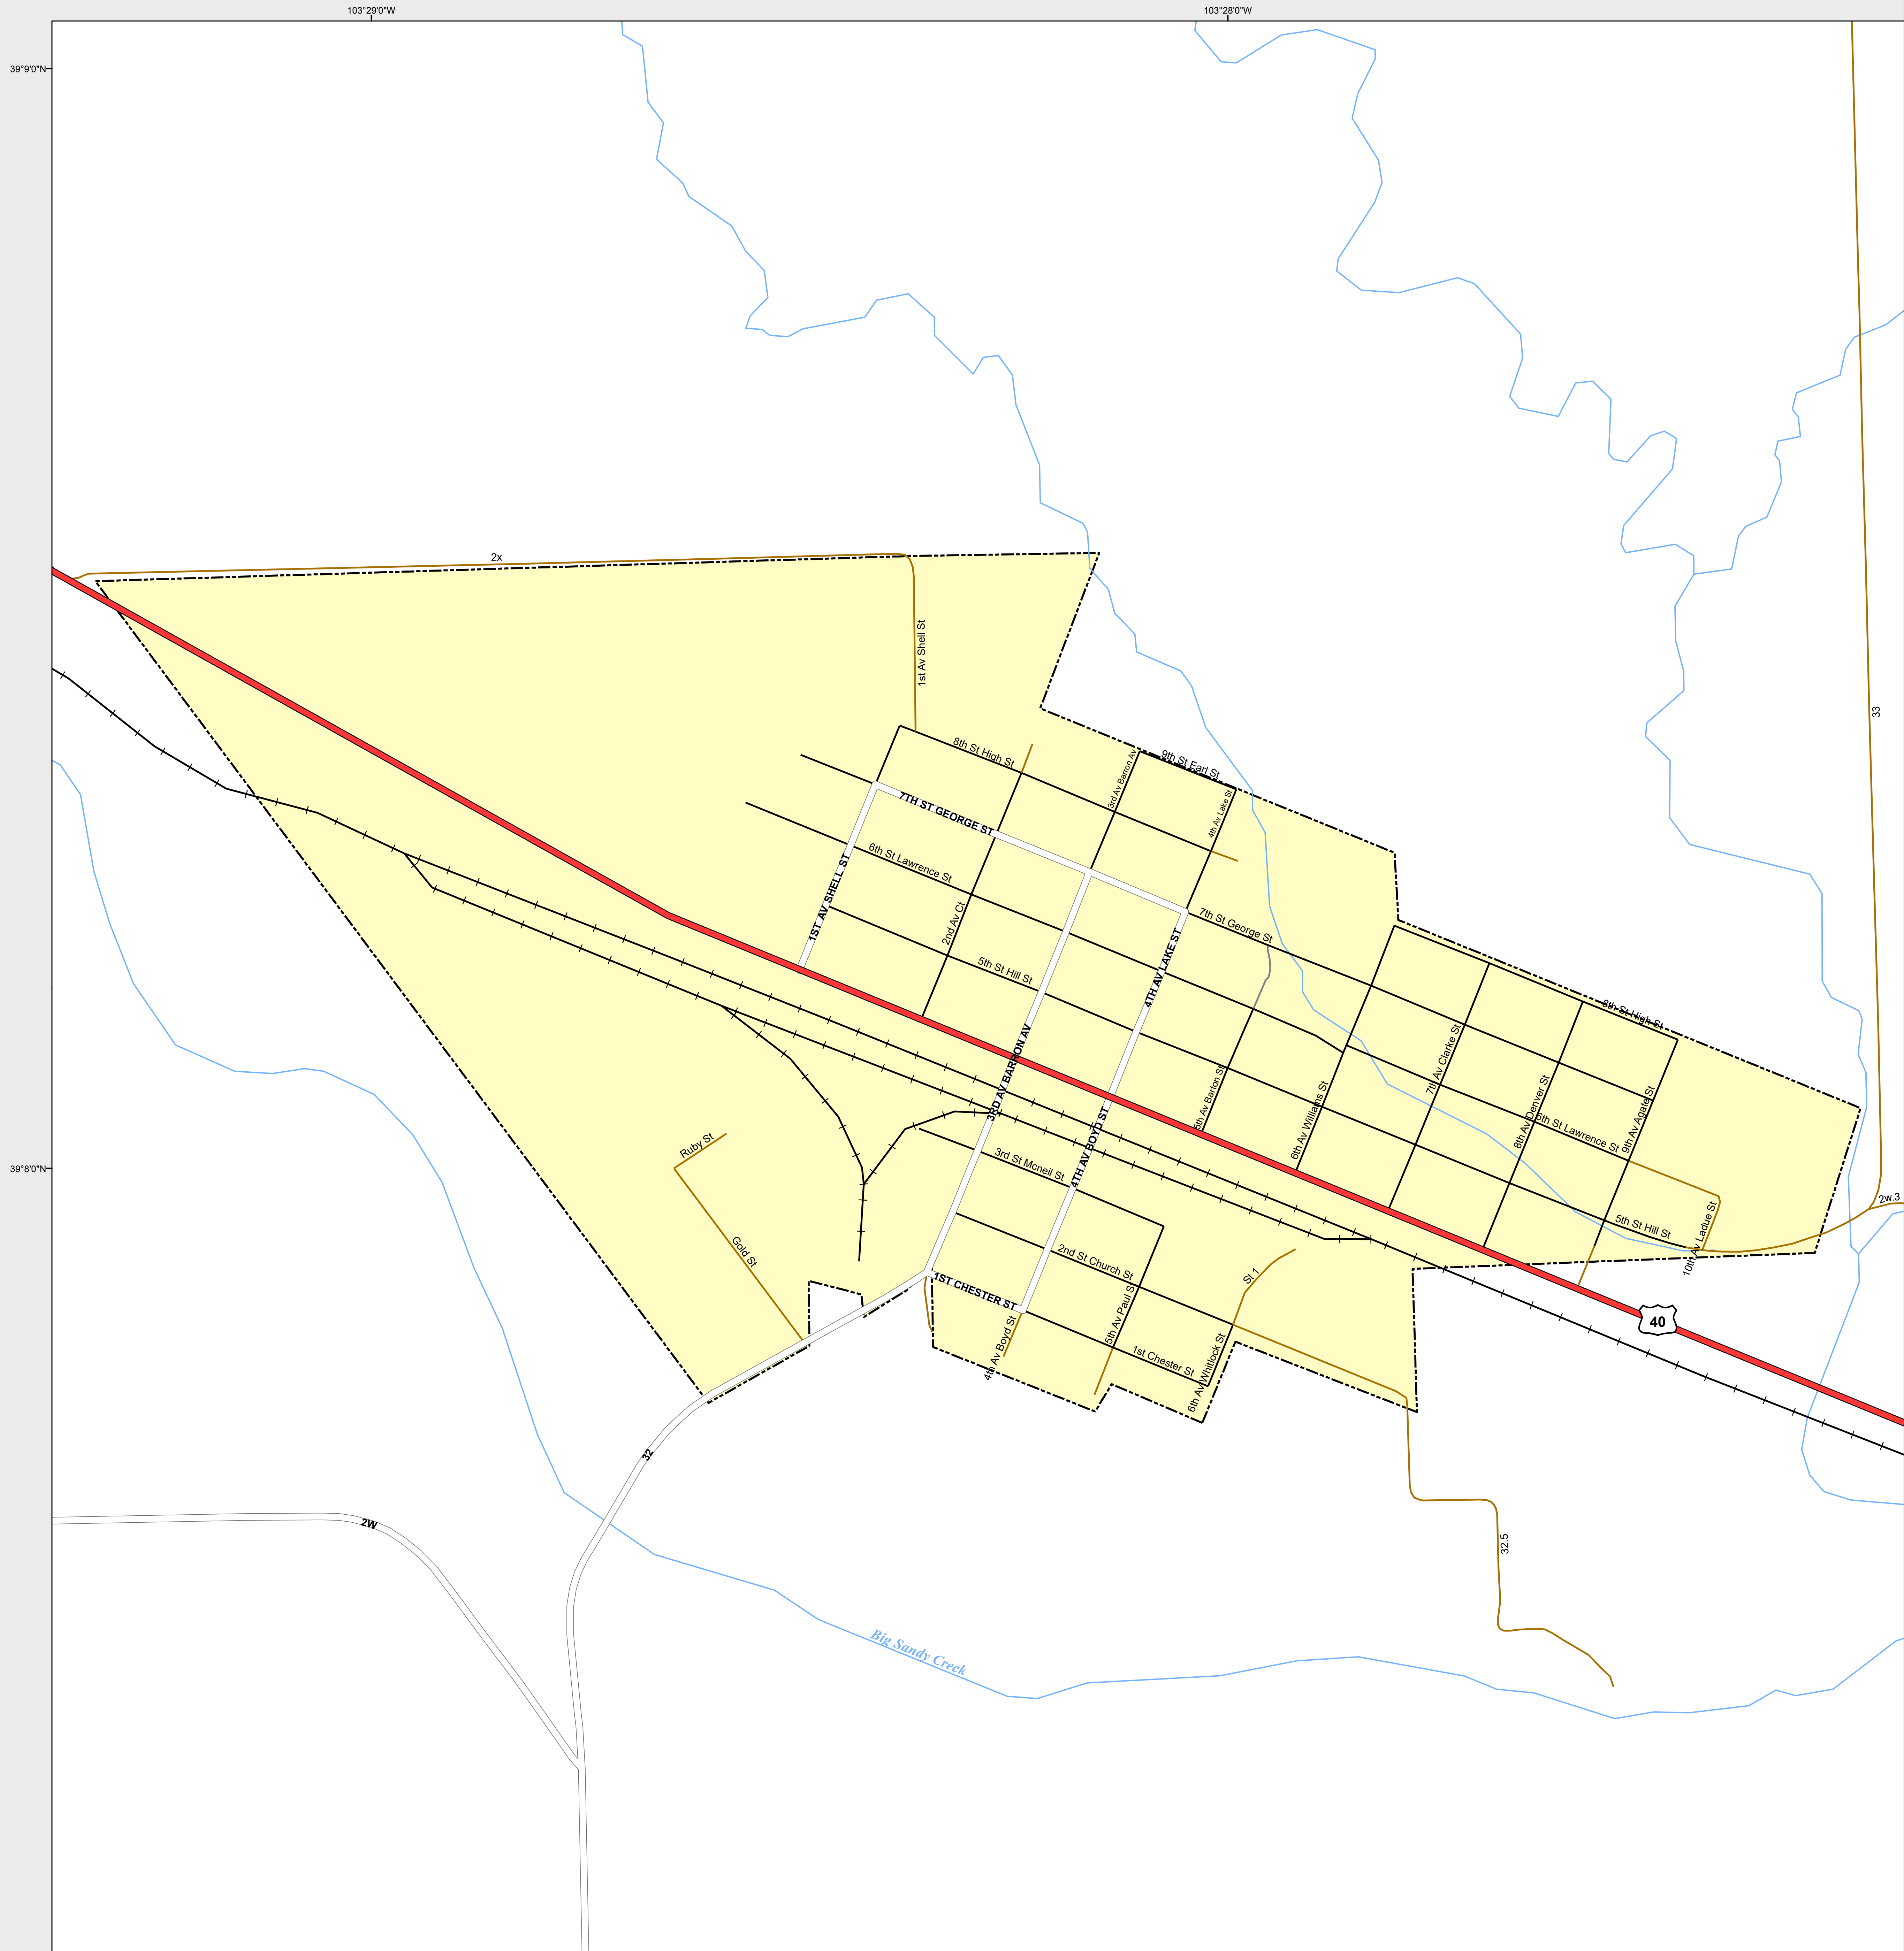 103°29'0"W
103°28'0"W
39°9'0"N
2x
1st Av Shell St
33
8th St High St
3rd Av Barron Av
9th St Earl St
4th Av Lake St
7TH ST GEORGE ST
6th St Lawrence St
1ST AV SHELL ST
2nd Av Ct
7th St George St
5th St Hill St
4TH AV LAKE ST
8th St High St
3RD AV BARRON AV
7th Av Clarke St
5th Av Barton St
6th Av Williams St
8th Av Denver St
6th St Lawrence St
9th Av Agate St
Ruby St
4TH AV BOYD ST
3rd St Mcneil St
39°8'0"N
2w.3
5th St Hill St
10th Av Ladue St
Gold St
2nd St Church St
St 1
1ST CHESTER ST
5th Av Paul St
40
4th Av Boyd St
1st Chester St
6th Av Whitlock St
32
2W
32.5
Big Sandy Creek